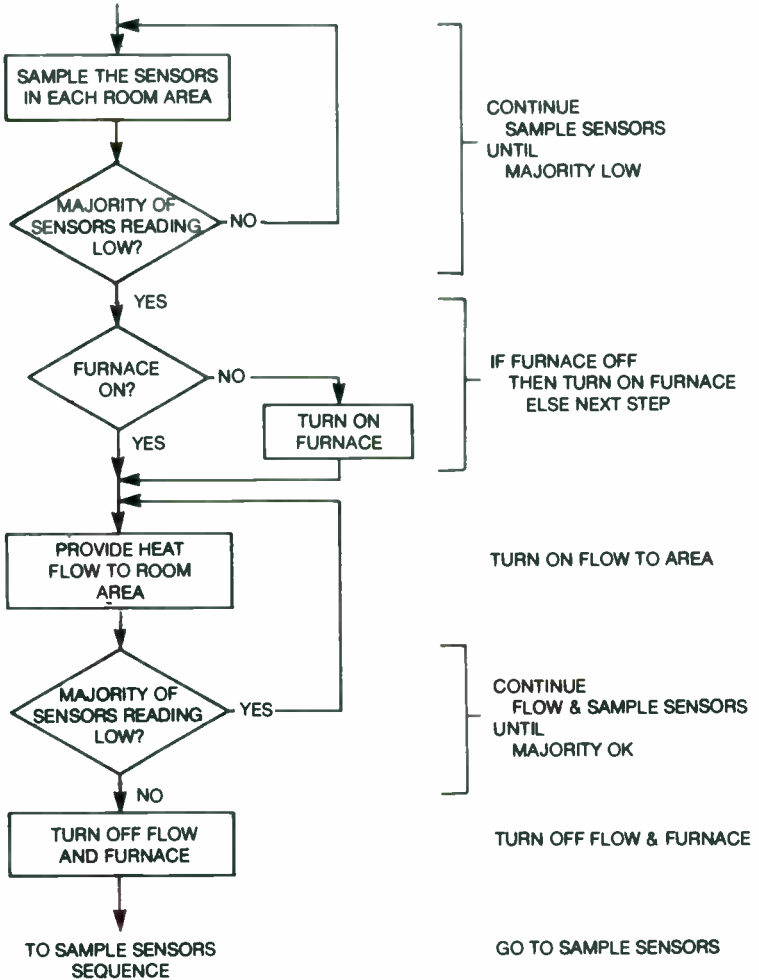 SAMPLE THE SENSORS
IN EACH ROOM AREA
MAJORITY OF
SENSORS READING
LOW?
NO
YES
CONTINUE
SAMPLE SENSORS
UNTIL
MAJORITY LOW
FURNACE
ON?
NO
TURN ON
FURNACE
YES
IF FURNACE OFF
THEN TURN ON FURNACE
ELSE NEXT STEP
PROVIDE HEAT
FLOW TO ROOM
AREA
TURN ON FLOW TO AREA
MAJORITY OF
SENSORS READING
LOW?
YES
NO
CONTINUE
FLOW & SAMPLE SENSORS
UNTIL
MAJORITY OK
TURN OFF FLOW
AND FURNACE
TURN OFF FLOW & FURNACE
TO SAMPLE SENSORS
SEQUENCE
GO TO SAMPLE SENSORS